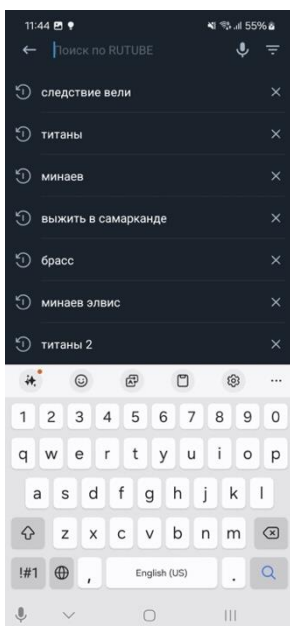 11:44 55%
Поиск по RUTUBE
следствие вели
титаны
минаев
выжить в самарканде
брасс
минаев элвис
титаны 2
1 2 3 4 5 6 7 8 9 0
q w e r t y u i o p
a s d f g h j k l
z x c v b n m
!#1 , English (US) .